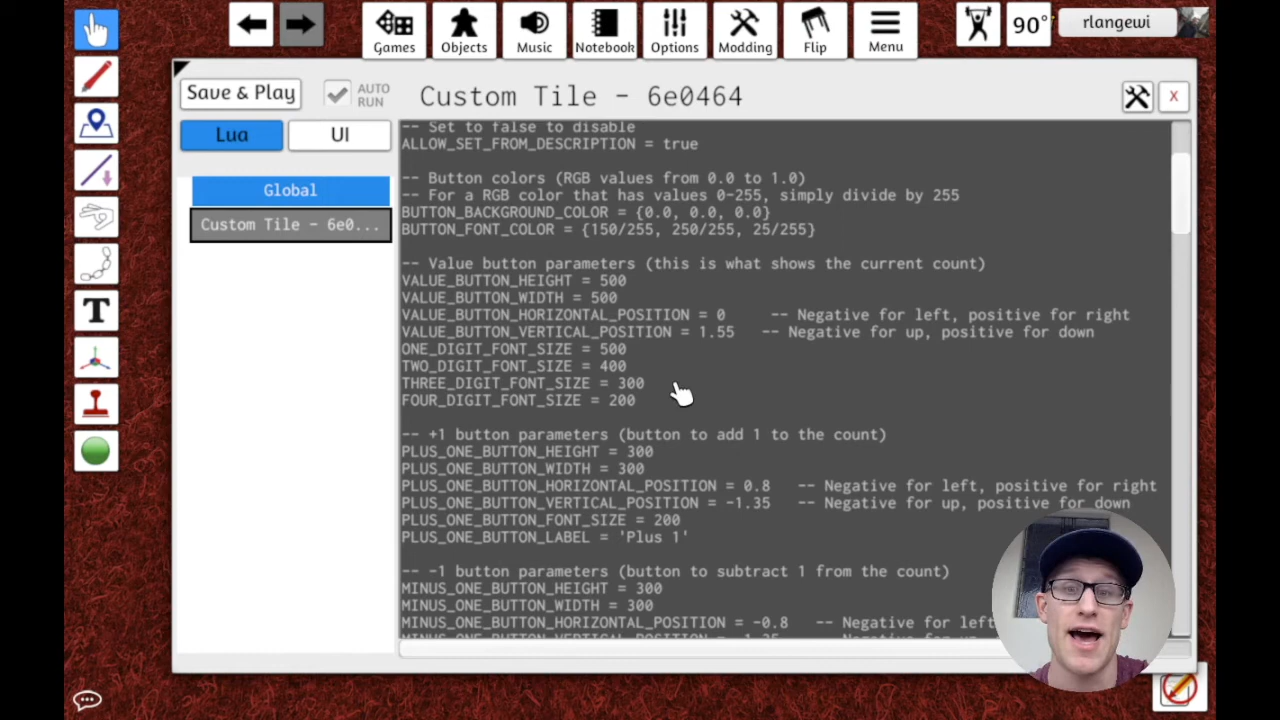 Games
Objects
Music
Notebook
Options
Modding
Flip
Menu
90°
rlangewi
Save & Play
AUTO
RUN
Custom Tile - 6e0464
X
Lua
UI
Global
Custom Tile - 6e0...
-- Set to false to disable
ALLOW_SET_FROM_DESCRIPTION = true
-- Button colors (RGB values from 0.0 to 1.0)
-- For a RGB color that has values 0-255, simply divide by 255
BUTTON_BACKGROUND_COLOR = {0.0, 0.0, 0.0}
BUTTON_FONT_COLOR = {150/255, 250/255, 25/255}
-- Value button parameters (this is what shows the current count)
VALUE_BUTTON_HEIGHT = 500
VALUE_BUTTON_WIDTH = 500
VALUE_BUTTON_HORIZONTAL_POSITION = 0 -- Negative for left, positive for right
VALUE_BUTTON_VERTICAL_POSITION = 1.55 -- Negative for up, positive for down
ONE_DIGIT_FONT_SIZE = 500
TWO_DIGIT_FONT_SIZE = 400
THREE_DIGIT_FONT_SIZE = 300
FOUR_DIGIT_FONT_SIZE = 200
-- +1 button parameters (button to add 1 to the count)
PLUS_ONE_BUTTON_HEIGHT = 300
PLUS_ONE_BUTTON_WIDTH = 300
PLUS_ONE_BUTTON_HORIZONTAL_POSITION = 0.8 -- Negative for left, positive for right
PLUS_ONE_BUTTON_VERTICAL_POSITION = -1.35 -- Negative for up, positive for down
PLUS_ONE_BUTTON_FONT_SIZE = 200
PLUS_ONE_BUTTON_LABEL = 'Plus 1'
-- -1 button parameters (button to subtract 1 from the count)
MINUS_ONE_BUTTON_HEIGHT = 300
MINUS_ONE_BUTTON_WIDTH = 300
MINUS_ONE_BUTTON_HORIZONTAL_POSITION = -0.8 -- Negative for left